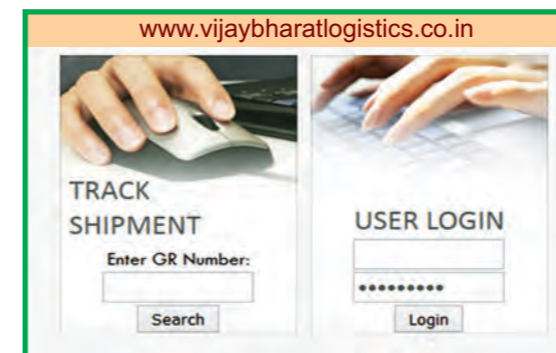 www.vijaybharatlogistics.co.in
TRACK
SHIPMENT
Enter GR Number:
Search
USER LOGIN
•••••••••
Login